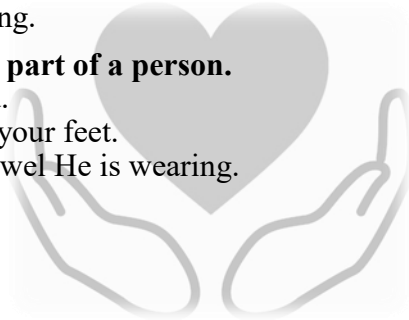 ng.
part of a person.
.
your feet.
wel He is wearing.